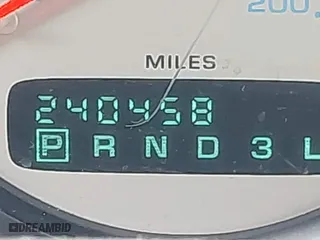 200
MILES
240458
P R N D 3 L
DREAMBID